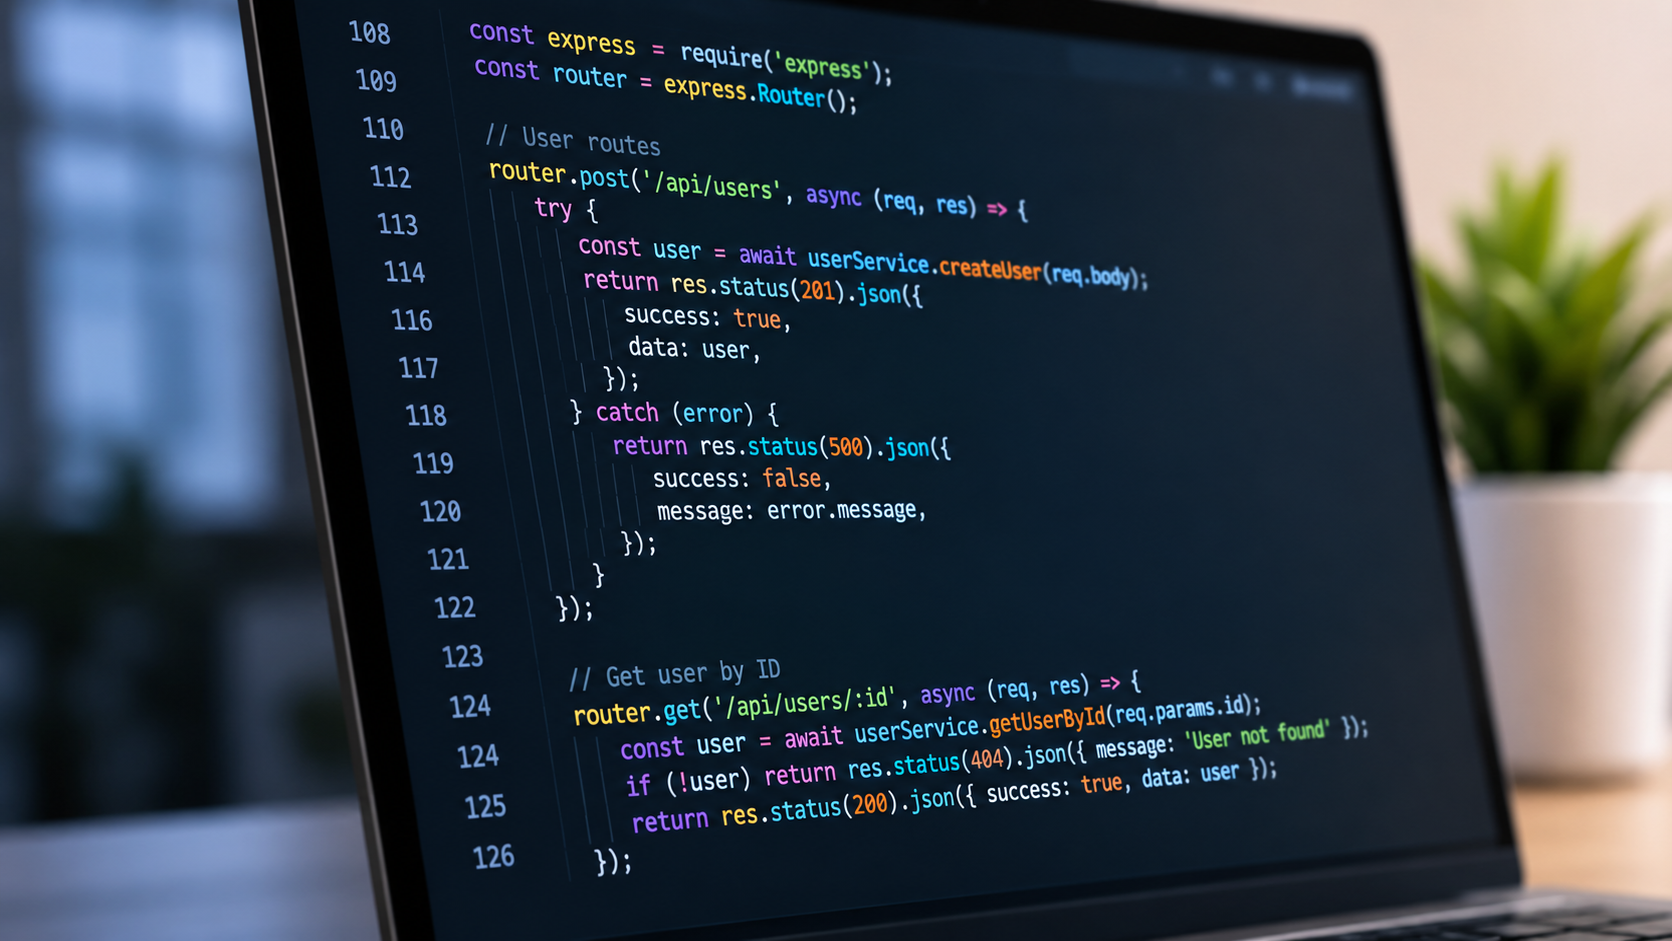 108
109
110
112
113
114
116
117
118
119
120
121
122
123
124
124
125
126
const express = require('express');
const router = express.Router();
// User routes
router.post('/api/users', async (req, res) => {
try {
const user = await userService.createUser(req.body);
return res.status(201).json({
success: true,
data: user,
});
} catch (error) {
return res.status(500).json({
success: false,
message: error.message,
});
}
});
// Get user by ID
router.get('/api/users/:id', async (req, res) => {
const user = await userService.getUserById(req.params.id);
if (!user) return res.status(404).json({ message: 'User not found' });
return res.status(200).json({ success: true, data: user });
});